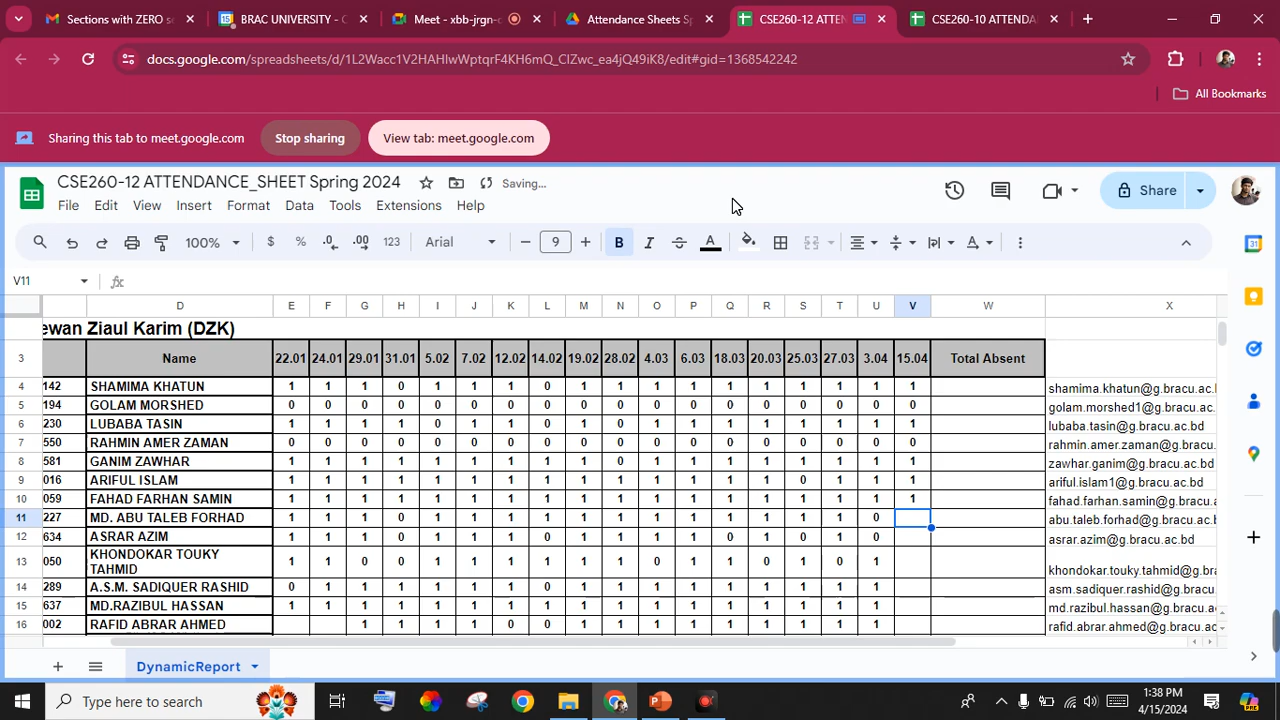 Sections with ZERO s
BRAC UNIVERSITY - C
Meet - xbb-jrgn-c
Attendance Sheets Sp
CSE260-12 ATTEN
CSE260-10 ATTENDA
docs.google.com/spreadsheets/d/1L2Wacc1V2HAHlwWptqrF4KH6mQ_ClZwc_ea4jQ49iK8/edit#gid=1368542242
All Bookmarks
Sharing this tab to meet.google.com Stop sharing View tab: meet.google.com
CSE260-12 ATTENDANCE_SHEET Spring 2024 Saving...
File Edit View Insert Format Data Tools Extensions Help
Share
100% $ % .0 .00 123 Arial 9 B I A
V11 fx
D E F G H I J K L M N O P Q R S T U V W X
ewan Ziaul Karim (DZK)
3 Name 22.01 24.01 29.01 31.01 5.02 7.02 12.02 14.02 19.02 28.02 4.03 6.03 18.03 20.03 25.03 27.03 3.04 15.04 Total Absent
4 142 SHAMIMA KHATUN 1 1 1 0 1 1 1 0 1 1 1 1 1 1 1 1 1 1 shamima.khatun@g.bracu.ac.
5 194 GOLAM MORSHED 0 0 0 0 0 0 0 0 0 0 0 0 0 0 0 0 0 0 golam.morshed1@g.bracu.ac.
6 230 LUBABA TASIN 1 1 1 1 0 1 1 0 1 0 1 1 1 1 1 1 1 1 lubaba.tasin@g.bracu.ac.bd
7 550 RAHMIN AMER ZAMAN 0 0 0 0 0 0 0 0 0 0 0 0 0 0 0 0 0 0 rahmin.amer.zaman@g.bracu.
8 581 GANIM ZAWHAR 1 1 1 1 1 1 1 1 1 0 1 1 1 1 1 1 1 1 zawhar.ganim@g.bracu.ac.bd
9 016 ARIFUL ISLAM 1 1 1 1 1 1 1 1 1 1 1 1 1 1 0 1 1 1 ariful.islam1@g.bracu.ac.bd
10 059 FAHAD FARHAN SAMIN 1 1 1 1 1 1 1 1 1 1 1 1 1 1 1 1 1 1 fahad.farhan.samin@g.bracu.
11 227 MD. ABU TALEB FORHAD 1 1 1 0 1 1 1 1 1 1 1 1 1 1 1 1 0 abu.taleb.forhad@g.bracu.ac.b
12 634 ASRAR AZIM 1 1 1 0 0 1 1 1 1 1 1 1 0 1 0 1 0 asrar.azim@g.bracu.ac.bd
13 050 KHONDOKAR TOUKY TAHMID 1 1 0 0 1 1 1 1 1 1 0 1 1 0 1 0 1 khondokar.touky.tahmid@g.bra
14 289 A.S.M. SADIQUER RASHID 0 1 1 1 1 1 1 1 1 1 1 1 1 1 1 1 1 asm.sadiquer.rashid@g.bracu.
15 637 MD.RAZIBUL HASSAN 1 1 1 1 1 1 1 1 1 1 1 1 1 1 1 1 1 md.razibul.hassan@g.bracu.ac
16 002 RAFID ABRAR AHMED 1 1 1 1 0 0 1 1 1 1 1 1 1 1 1 rafid.abrar.ahmed@g.bracu.ac
DynamicReport
Type here to search
1:38 PM
4/15/2024